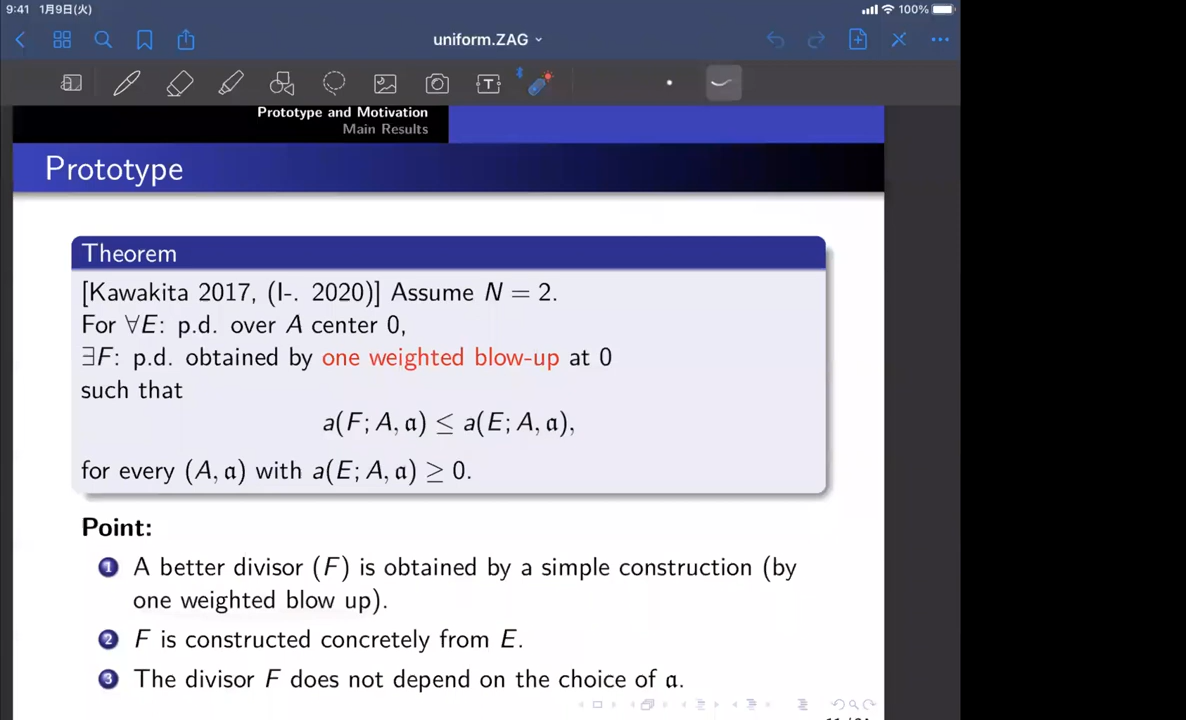 9:41 1月9日(火) 100%
uniform.ZAG
T
Prototype and Motivation
Main Results
Prototype
Theorem
[Kawakita 2017, (I-. 2020)] Assume N = 2.
For ∀E: p.d. over A center 0,
∃F: p.d. obtained by one weighted blow-up at 0
such that
a(F; A, 𝔞) ≤ a(E; A, 𝔞),
for every (A, 𝔞) with a(E; A, 𝔞) ≥ 0.
Point:
1 A better divisor (F) is obtained by a simple construction (by
one weighted blow up).
2 F is constructed concretely from E.
3 The divisor F does not depend on the choice of 𝔞.